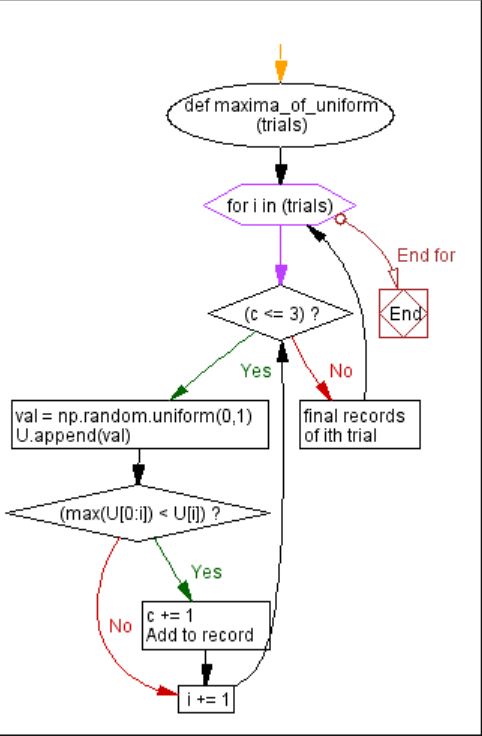 def maxima_of_uniform
(trials)
for i in (trials)
End for
End
(c <= 3) ?
Yes
No
val = np.random.uniform(0,1)
U.append(val)
final records
of ith trial
(max(U[0:i]) < U[i]) ?
Yes
No
c += 1
Add to record
i += 1